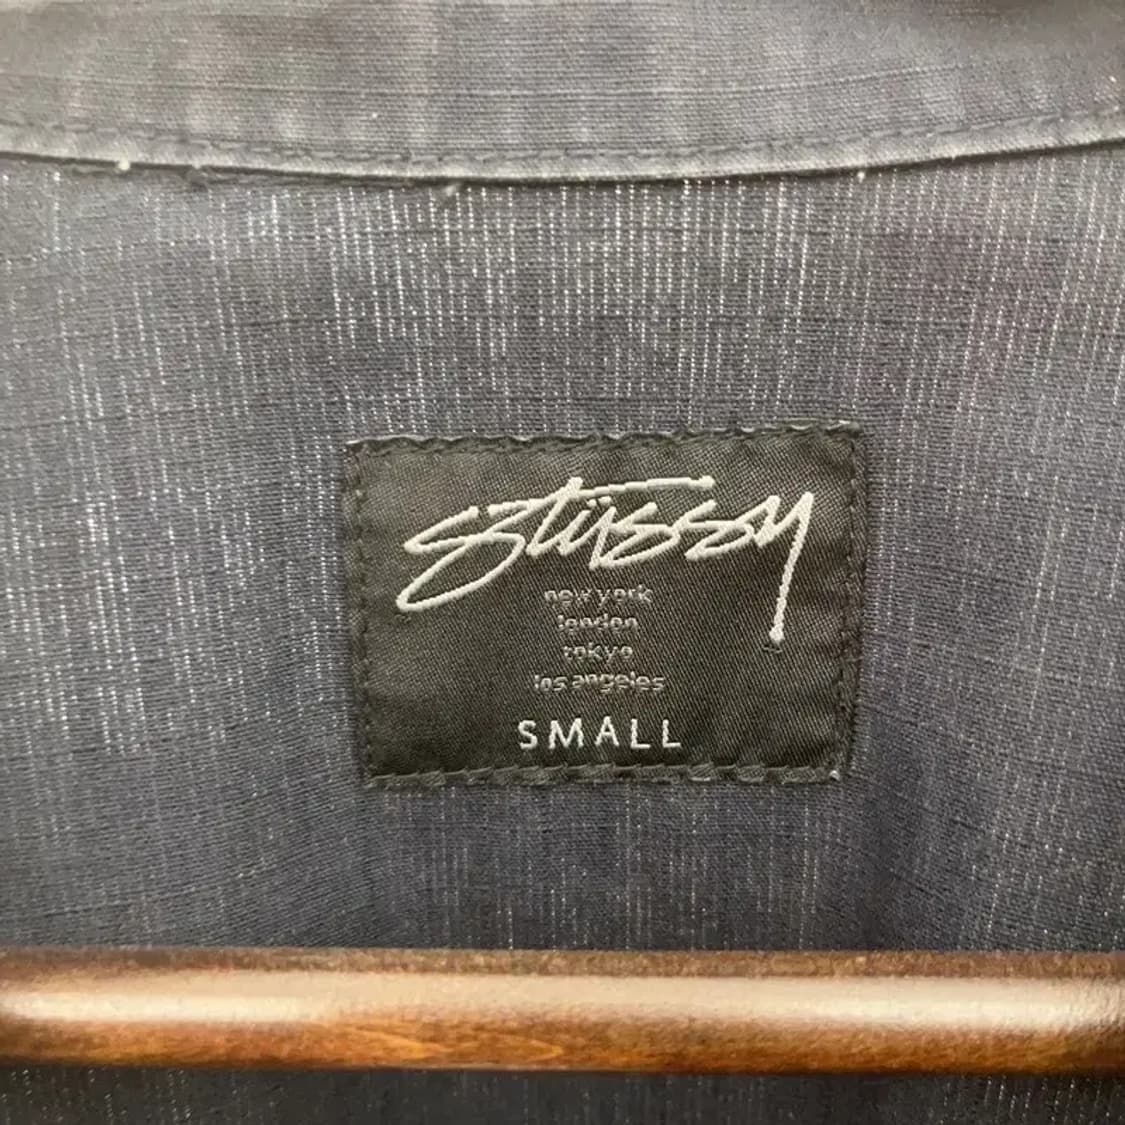 stüssy
new york
london
tokyo
los angeles
SMALL